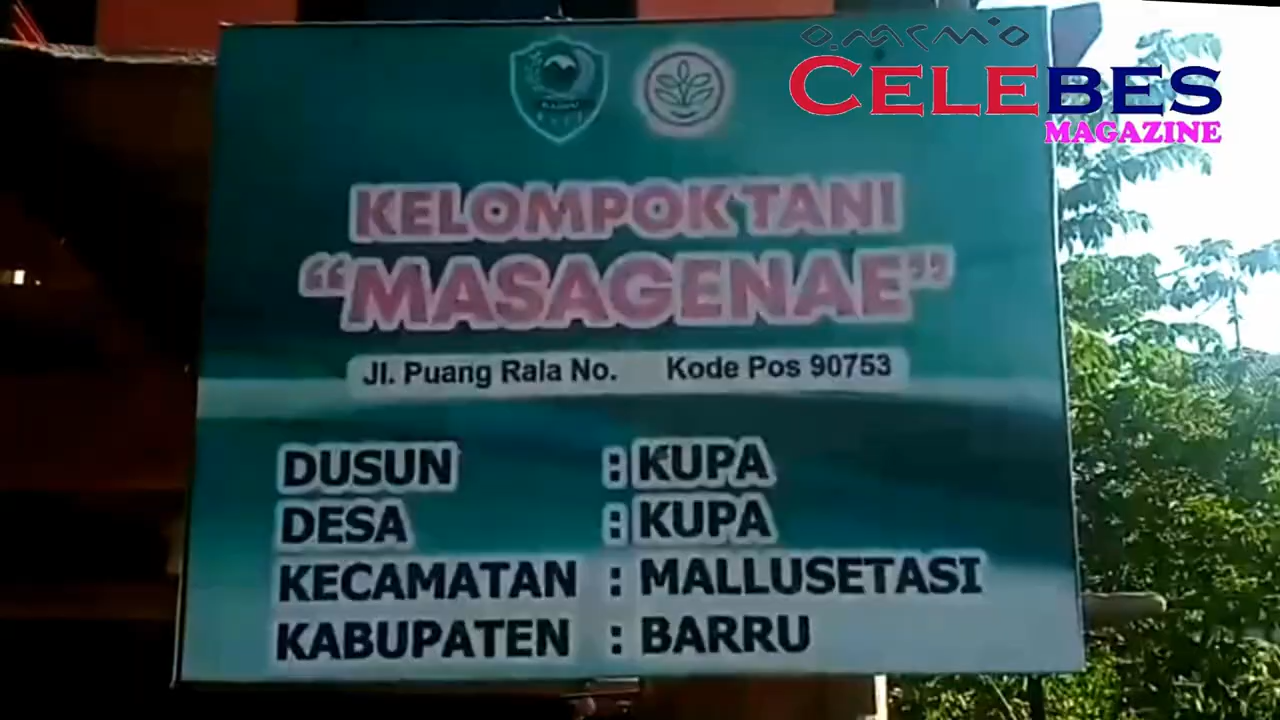 CELEBES
MAGAZINE
BARRU
KELOMPOK TANI
“MASAGENAE”
Jl. Puang Rala No. Kode Pos 90753
DUSUN : KUPA
DESA : KUPA
KECAMATAN : MALLUSETASI
KABUPATEN : BARRU